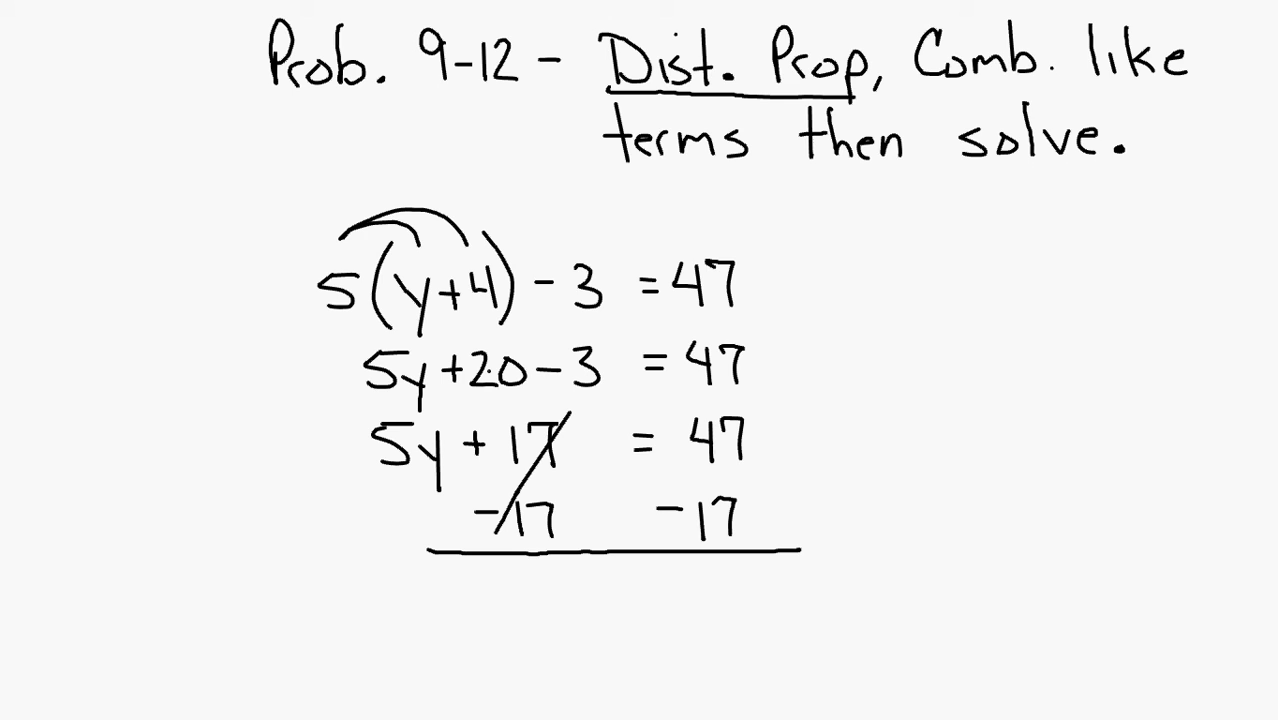 Prob. 9-12 - Dist. Prop, Comb. like
terms then solve.
5(y+4) - 3 = 47
5y+20-3 = 47
5y + 17 = 47
-17 -17